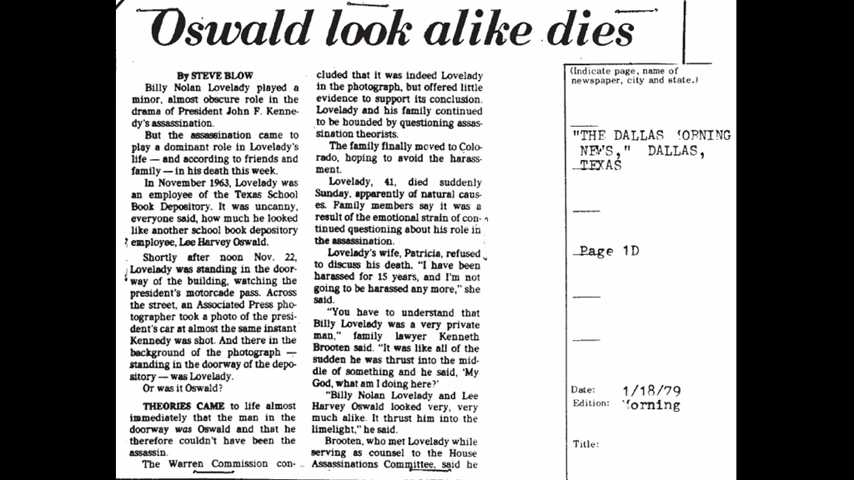 Oswald look alike dies
By STEVE BLOW
Billy Nolan Lovelady played a
minor, almost obscure role in the
drama of President John F. Kenne-
dy's assassination.
But the assassination came to
play a dominant role in Lovelady's
life — and according to friends and
family — in his death this week.
In November 1963, Lovelady was
an employee of the Texas School
Book Depository. It was uncanny,
everyone said, how much he looked
like another school book depository
employee, Lee Harvey Oswald.
Shortly after noon Nov. 22,
Lovelady was standing in the door-
way of the building, watching the
president's motorcade pass. Across
the street, an Associated Press pho-
tographer took a photo of the presi-
dent's car at almost the same instant
Kennedy was shot. And there in the
background of the photograph —
standing in the doorway of the depo-
sitory — was Lovelady.
Or was it Oswald?
THEORIES CAME to life almost
immediately that the man in the
doorway was Oswald and that he
therefore couldn't have been the
assassin.
The Warren Commission con-
cluded that it was indeed Lovelady
in the photograph, but offered little
evidence to support its conclusion.
Lovelady and his family continued
to be hounded by questioning assas-
sination theorists.
The family finally moved to Colo-
rado, hoping to avoid the harass-
ment.
Lovelady, 41, died suddenly
Sunday, apparently of natural caus-
es. Family members say it was a
result of the emotional strain of con-
tinued questioning about his role in
the assassination.
Lovelady's wife, Patricia, refused
to discuss his death. "I have been
harassed for 15 years, and I'm not
going to be harassed any more," she
said.
"You have to understand that
Billy Lovelady was a very private
man," family lawyer Kenneth
Brooten said. "It was like all of the
sudden he was thrust into the mid-
dle of something and he said, 'My
God, what am I doing here?'
"Billy Nolan Lovelady and Lee
Harvey Oswald looked very, very
much alike. It thrust him into the
limelight," he said.
Brooten, who met Lovelady while
serving as counsel to the House
Assassinations Committee, said he
(Indicate page, name of
newspaper, city and state.)
"THE DALLAS MORNING
NEWS," DALLAS,
TEXAS
Page 1D
Date: 1/18/79
Edition: Morning
Title: